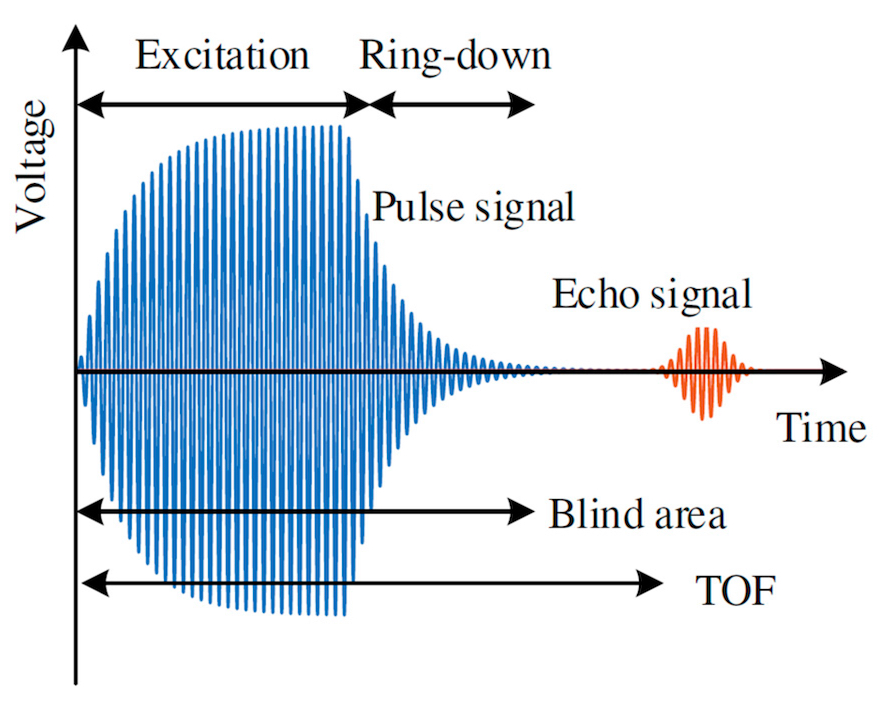 Excitation
Ring-down
Voltage
Pulse signal
Echo signal
Time
Blind area
TOF